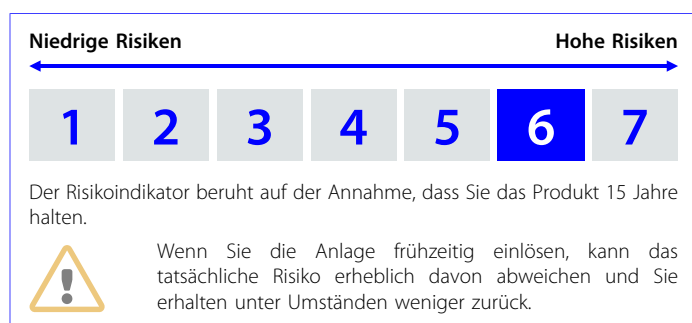 Niedrige Risiken Hohe Risiken
1 2 3 4 5 6 7
Der Risikoindikator beruht auf der Annahme, dass Sie das Produkt 15 Jahre
halten.
Wenn Sie die Anlage frühzeitig einlösen, kann das
tatsächliche Risiko erheblich davon abweichen und Sie
erhalten unter Umständen weniger zurück.